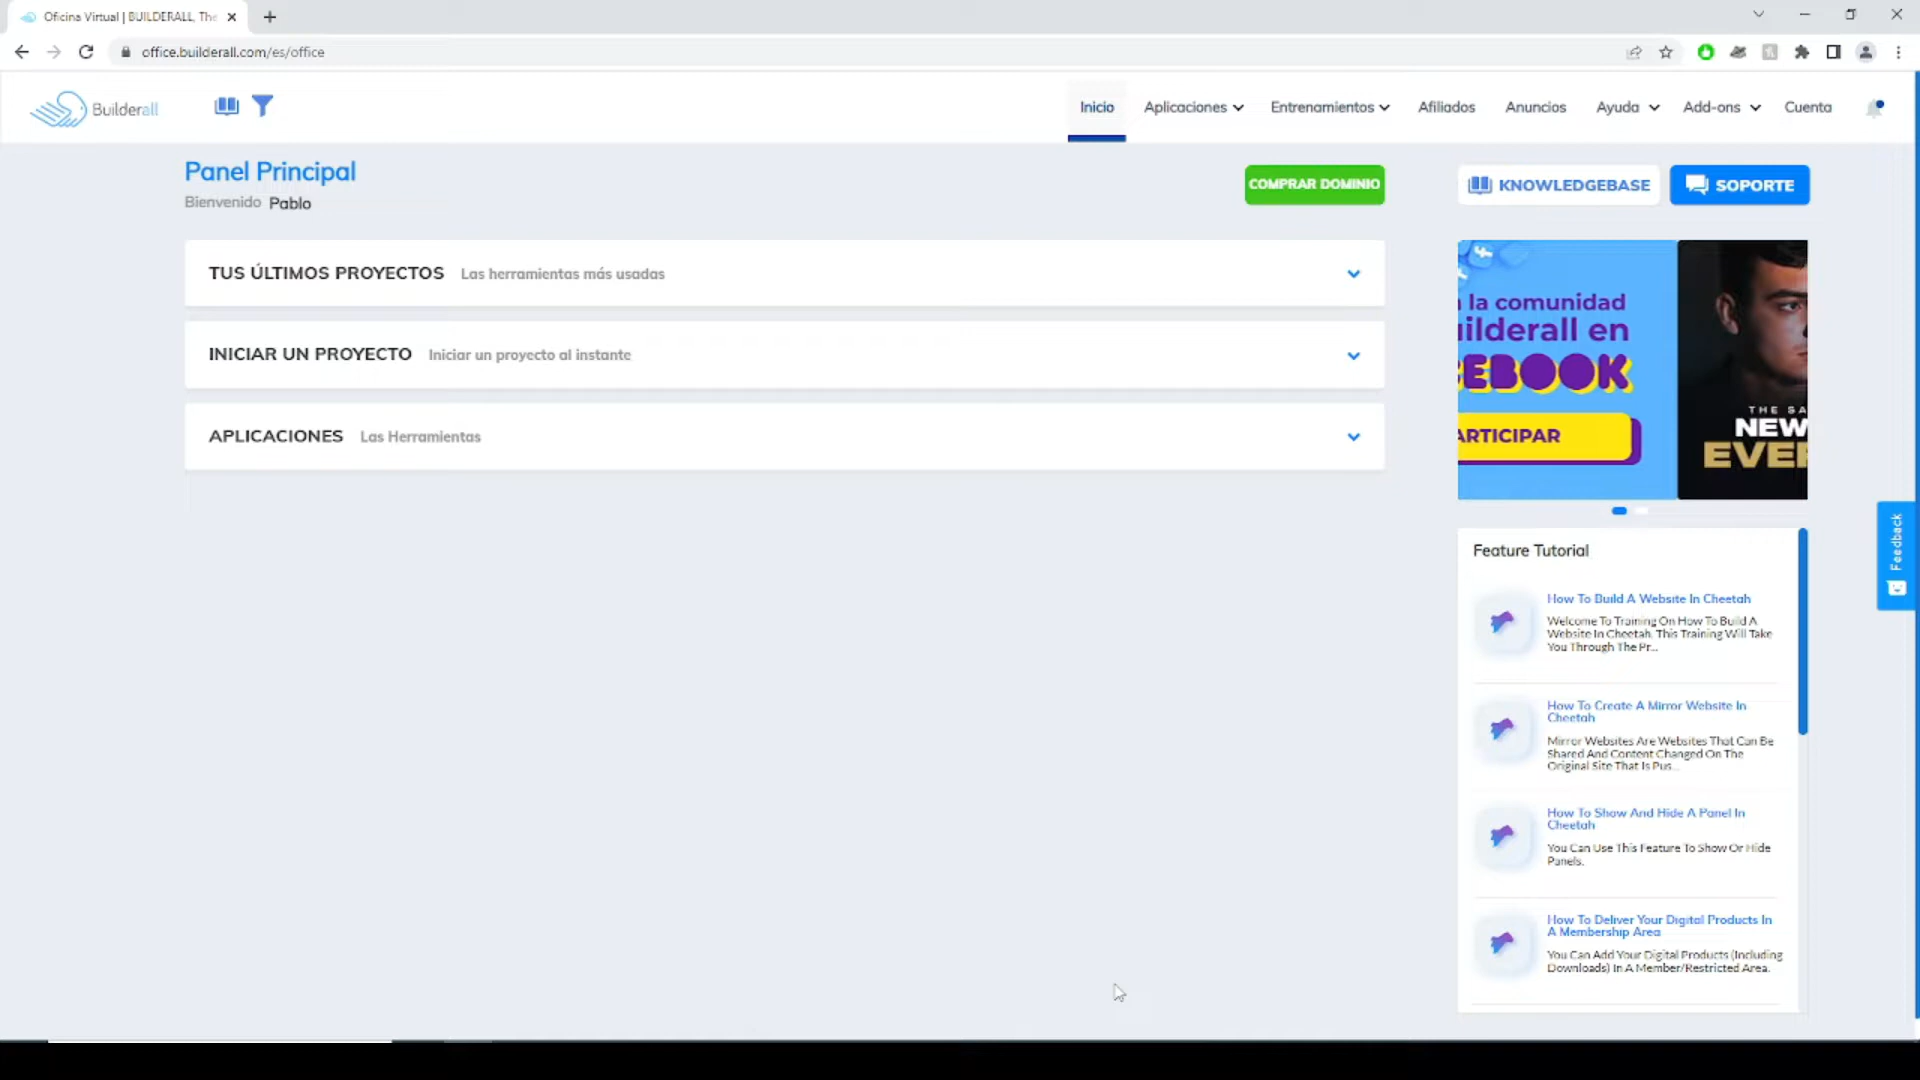 Oficina Virtual | BUILDERALL, The
office.builderall.com/es/office
Builderall
Inicio
Aplicaciones
Entrenamientos
Afiliados
Anuncios
Ayuda
Add-ons
Cuenta
Panel Principal
Bienvenido Pablo
COMPRAR DOMINIO
KNOWLEDGEBASE
SOPORTE
TUS ÚLTIMOS PROYECTOS Las herramientas más usadas
INICIAR UN PROYECTO Iniciar un proyecto al instante
APLICACIONES Las Herramientas
la comunidad
ilderall en
EBOOK
ARTICIPAR
THE SA
NEW
EVER
Feedback
Feature Tutorial
How To Build A Website In Cheetah
Welcome To Training On How To Build A
Website In Cheetah. This Training Will Take
You Through The Pr...
How To Create A Mirror Website In
Cheetah
Mirror Websites Are Websites That Can Be
Shared And Content Changed On The
Original Site That Is Pus...
How To Show And Hide A Panel In
Cheetah
You Can Use This Feature To Show Or Hide
Panels.
How To Deliver Your Digital Products In
A Membership Area
You Can Add Your Digital Products (Including
Downloads) In A Member/Restricted Area.